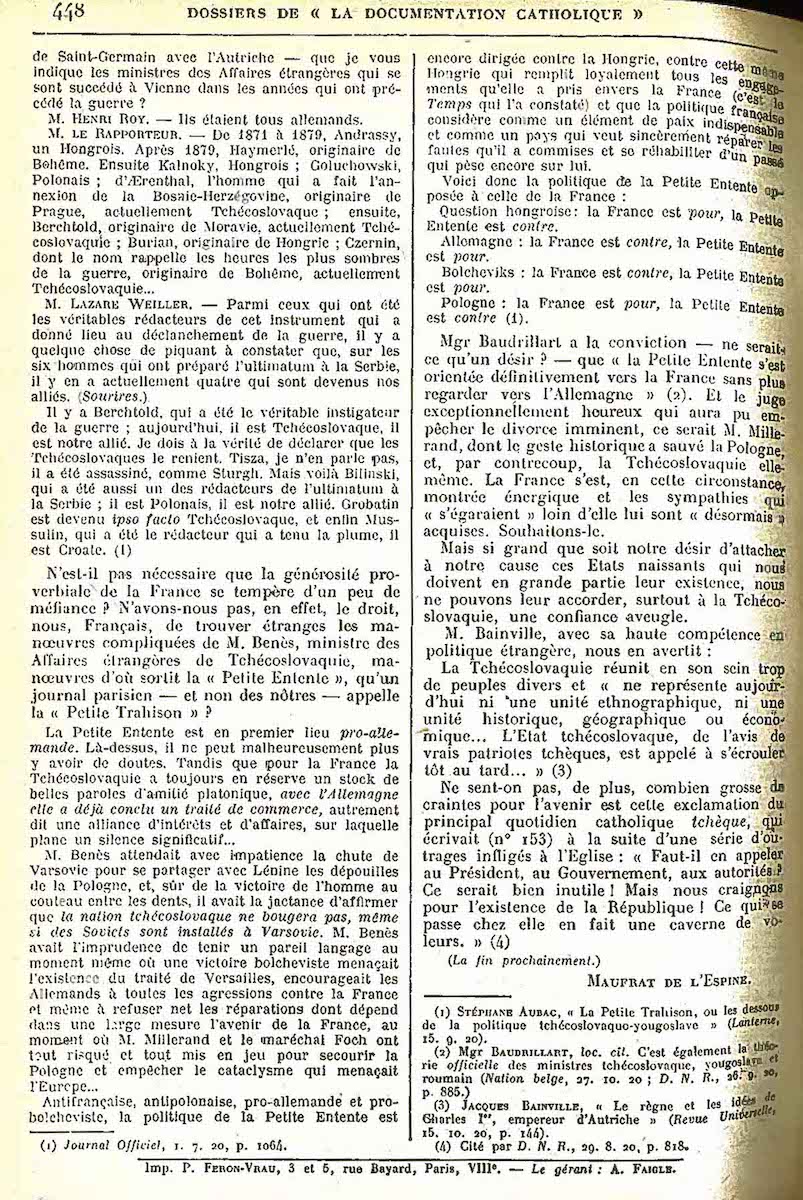 448 DOSSIERS DE « LA DOCUMENTATION CATHOLIQUE »
de Saint-Germain avec l'Autriche — que je vous
indique les ministres des Affaires étrangères qui se
sont succédé à Vienne dans les années qui ont pré-
cédé la guerre ?
M. HENRI ROY. — Ils étaient tous allemands.
M. LE RAPPORTEUR. — De 1871 à 1879, Andrassy,
un Hongrois. Après 1879, Haymerlé, originaire de
Bohême. Ensuite Kalnoky, Hongrois ; Goluchowski,
Polonais ; d'Ærenthal, l'homme qui a fait l'an-
nexion de la Bosnie-Herzégovine, originaire de
Prague, actuellement Tchécoslovaque ; ensuite,
Berchtold, originaire de Moravie, actuellement Tché-
coslovaquie ; Burian, originaire de Hongrie ; Czernin,
dont le nom rappelle les heures les plus sombres
de la guerre, originaire de Bohême, actuellement
Tchécoslovaquie...
M. LAZARE WEILLER. — Parmi ceux qui ont été
les véritables rédacteurs de cet instrument qui a
donné lieu au déclanchement de la guerre, il y a
quelque chose de piquant à constater que, sur les
six hommes qui ont préparé l'ultimatum à la Serbie,
il y en a actuellement quatre qui sont devenus nos
alliés. (Sourires.)
Il y a Berchtold, qui a été le véritable instigateur
de la guerre ; aujourd'hui, il est Tchécoslovaque, il
est notre allié. Je dois à la vérité de déclarer que les
Tchécoslovaques le renient. Tisza, je n'en parle pas,
il a été assassiné, comme Sturgh. Mais voilà Bilinski,
qui a été aussi un des rédacteurs de l'ultimatum à
la Serbie ; il est Polonais, il est notre allié. Grobatin
est devenu ipso facto Tchécoslovaque, et enfin Mus-
sulin, qui a été le rédacteur qui a tenu la plume, il
est Croate. (1)
N'est-il pas nécessaire que la générosité pro-
verbiale de la France se tempère d'un peu de
méfiance ? N'avons-nous pas, en effet, le droit,
nous, Français, de trouver étranges les ma-
nœuvres compliquées de M. Benès, ministre des
Affaires étrangères de Tchécoslovaquie, ma-
nœuvres d'où sortit la « Petite Entente », qu'un
journal parisien — et non des nôtres — appelle
la « Petite Trahison » ?
La Petite Entente est en premier lieu pro-alle-
mande. Là-dessus, il ne peut malheureusement plus
y avoir de doutes. Tandis que pour la France la
Tchécoslovaquie a toujours en réserve un stock de
belles paroles d'amitié platonique, avec l'Allemagne
elle a déjà conclu un traité de commerce, autrement
dit une alliance d'intérêts et d'affaires, sur laquelle
plane un silence significatif...
M. Benès attendait avec impatience la chute de
Varsovie pour se partager avec Lénine les dépouilles
de la Pologne, et, sûr de la victoire de l'homme au
couteau entre les dents, il avait la jactance d'affirmer
que la nation tchécoslovaque ne bougera pas, même
si des Soviets sont installés à Varsovie. M. Benès
avait l'imprudence de tenir un pareil langage au
moment même où une victoire bolcheviste menaçait
l'existence du traité de Versailles, encourageait les
Allemands à toutes les agressions contre la France
et même à refuser net les réparations dont dépend
dans une large mesure l'avenir de la France, au
moment où M. Millerand et le maréchal Foch ont
tout risqué et tout mis en jeu pour secourir la
Pologne et empêcher le cataclysme qui menaçait
l'Europe...
Antifrançaise, antipolonaise, pro-allemande et pro-
bolcheviste, la politique de la Petite Entente est
(1) Journal Officiel, 1. 7. 20, p. 1064.
encore dirigée contre la Hongrie, contre cette même
Hongrie qui remplit loyalement tous les engage-
ments qu'elle a pris envers la France (c'est le
Temps qui l'a constaté) et que la politique française
considère comme un élément de paix indispensable
et comme un pays qui veut sincèrement réparer les
fautes qu'il a commises et se réhabiliter d'un passé
qui pèse encore sur lui.
Voici donc la politique de la Petite Entente op-
posée à celle de la France :
Question hongroise : la France est pour, la Petite
Entente est contre.
Allemagne : la France est contre, la Petite Entente
est pour.
Bolcheviks : la France est contre, la Petite Entente
est pour.
Pologne : la France est pour, la Petite Entente
est contre (1).
Mgr Baudrillart a la conviction — ne serait-
ce qu'un désir ? — que « la Petite Entente s'est
orientée définitivement vers la France sans plus
regarder vers l'Allemagne » (2). Et le juge
exceptionnellement heureux qui aura pu em-
pêcher le divorce imminent, ce serait M. Mille-
rand, dont le geste historique a sauvé la Pologne,
et, par contrecoup, la Tchécoslovaquie elle-
même. La France s'est, en cette circonstance,
montrée énergique et les sympathies qui
« s'égaraient » loin d'elle lui sont « désormais »
acquises. Souhaitons-le.
Mais si grand que soit notre désir d'attacher
à notre cause ces Etats naissants qui nous
doivent en grande partie leur existence, nous
ne pouvons leur accorder, surtout à la Tchéco-
slovaquie, une confiance aveugle.
M. Bainville, avec sa haute compétence en
politique étrangère, nous en avertit :
La Tchécoslovaquie réunit en son sein trop
de peuples divers et « ne représente aujour-
d'hui ni une unité ethnographique, ni une
unité historique, géographique ou écono-
mique... L'Etat tchécoslovaque, de l'avis de
vrais patriotes tchèques, est appelé à s'écrouler
tôt au tard... » (3)
Ne sent-on pas, de plus, combien grosse de
craintes pour l'avenir est cette exclamation du
principal quotidien catholique tchèque, qui
écrivait (n° 153) à la suite d'une série d'ou-
trages infligés à l'Eglise : « Faut-il en appeler
au Président, au Gouvernement, aux autorités ?
Ce serait bien inutile ! Mais nous craignons
pour l'existence de la République ! Ce qui se
passe chez elle en fait une caverne de vo-
leurs. » (4)
(La fin prochainement.)
MAUFRAT DE L'ESPINE.
(1) STÉPHANE AUBAC, « La Petite Trahison, ou les dessous
de la politique tchécoslovaquo-yougoslave » (Lanterne,
15. 9. 20).
(2) Mgr BAUDRILLART, loc. cit. C'est également la théo-
rie officielle des ministres tchécoslovaque, yougoslave et
roumain (Nation belge, 27. 10. 20 ; D. N. R., 26. 9. 20,
p. 885.)
(3) JACQUES BAINVILLE, « Le règne et les idées de
Charles Ier, empereur d'Autriche » (Revue Universelle,
15. 10. 20, p. 144).
(4) Cité par D. N. R., 29. 8. 20, p. 818.
Imp. P. FERON-VRAU, 3 et 5, rue Bayard, Paris, VIIIe. — Le gérant : A. FAIGLE.